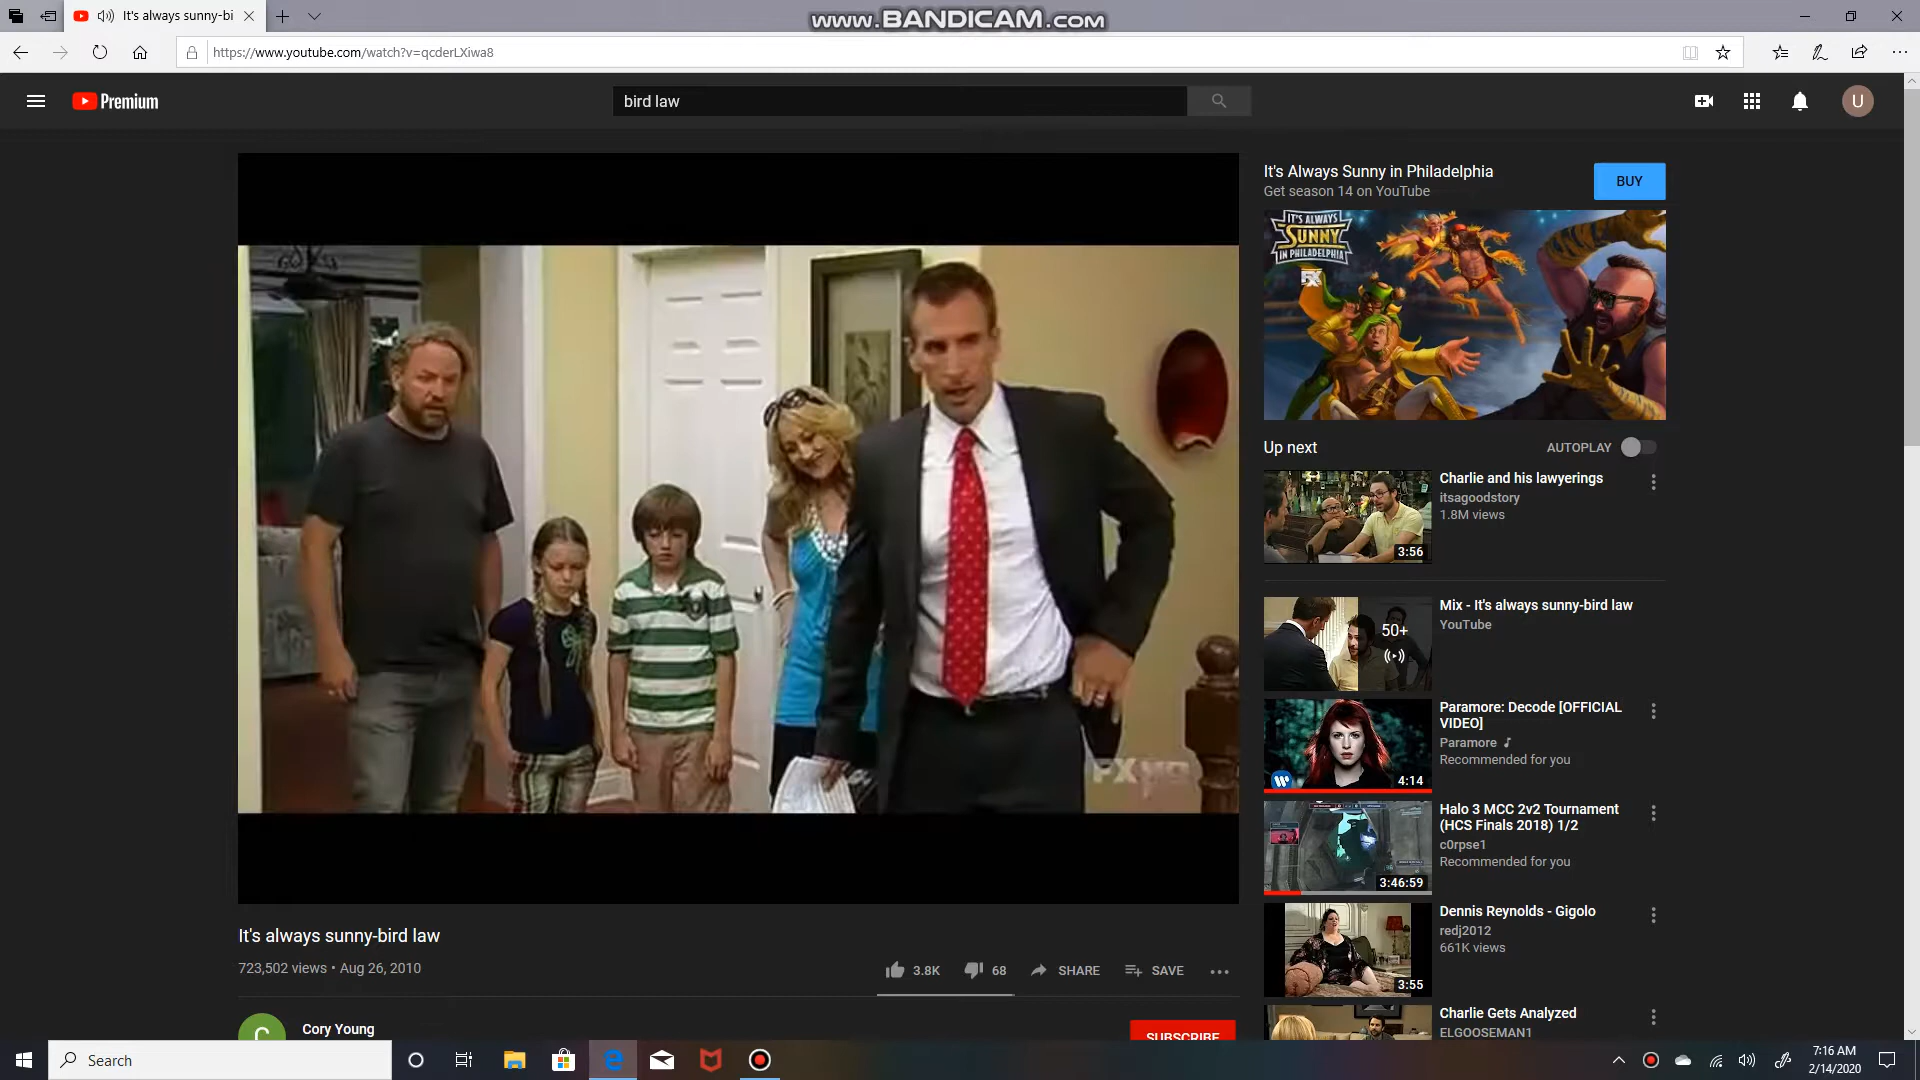 It's always sunny-bi
www.BANDICAM.com
https://www.youtube.com/watch?v=qcderLXiwa8
Premium
bird law
U
It's Always Sunny in Philadelphia
Get season 14 on YouTube
BUY
IT'S ALWAYS
SUNNY
IN PHILADELPHIA
FX
Up next
AUTOPLAY
Charlie and his lawyerings
itsagoodstory
1.8M views
3:56
Mix - It's always sunny-bird law
YouTube
50+
Paramore: Decode [OFFICIAL
VIDEO]
Paramore
Recommended for you
4:14
Halo 3 MCC 2v2 Tournament
(HCS Finals 2018) 1/2
c0rpse1
Recommended for you
3:46:59
Dennis Reynolds - Gigolo
redj2012
661K views
3:55
Charlie Gets Analyzed
ELGOOSEMAN1
FX HD
It's always sunny-bird law
723,502 views • Aug 26, 2010
3.8K
68
SHARE
SAVE
Cory Young
SUBSCRIBE
Search
7:16 AM
2/14/2020